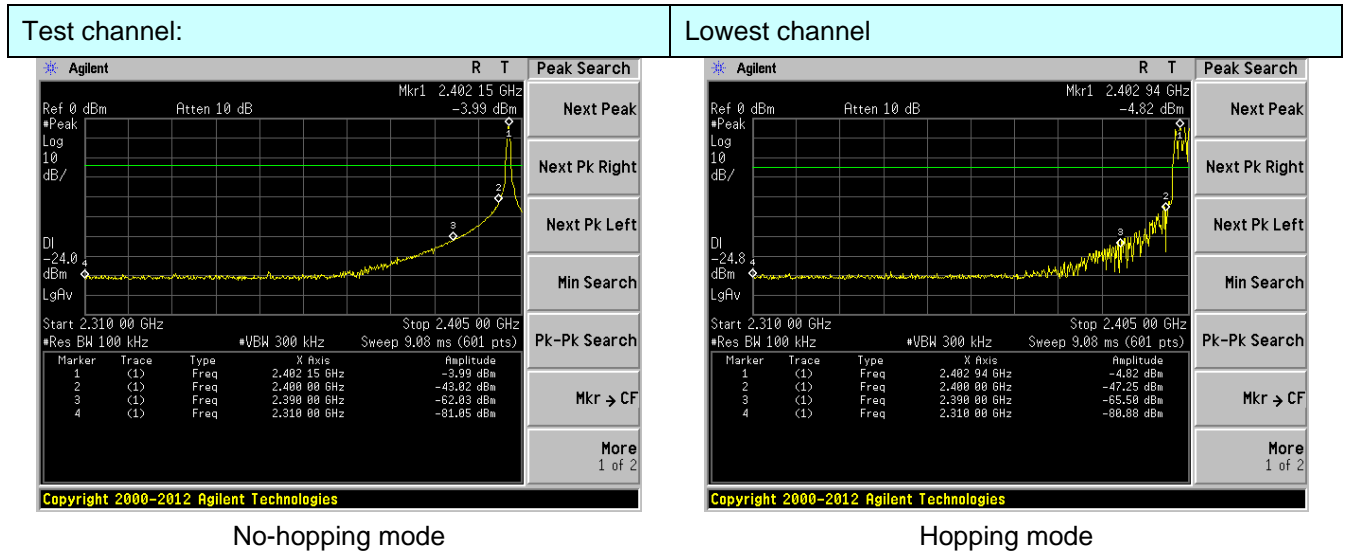 Test channel:
Lowest channel
Agilent R T Peak Search
Mkr1 2.402 15 GHz
Ref 0 dBm Atten 10 dB -3.99 dBm
#Peak
Log
10
dB/
1
2
3
4
DI
-24.0
dBm
LgAv
Start 2.310 00 GHz Stop 2.405 00 GHz
#Res BW 100 kHz #VBW 300 kHz Sweep 9.08 ms (601 pts)
Marker Trace Type X Axis Amplitude
1 (1) Freq 2.402 15 GHz -3.99 dBm
2 (1) Freq 2.400 00 GHz -43.02 dBm
3 (1) Freq 2.390 00 GHz -62.03 dBm
4 (1) Freq 2.310 00 GHz -81.05 dBm
Next Peak
Next Pk Right
Next Pk Left
Min Search
Pk-Pk Search
Mkr → CF
More
1 of 2
Copyright 2000-2012 Agilent Technologies
No-hopping mode
Agilent R T Peak Search
Mkr1 2.402 94 GHz
Ref 0 dBm Atten 10 dB -4.82 dBm
#Peak
Log
10
dB/
1
2
3
4
DI
-24.8
dBm
LgAv
Start 2.310 00 GHz Stop 2.405 00 GHz
#Res BW 100 kHz #VBW 300 kHz Sweep 9.08 ms (601 pts)
Marker Trace Type X Axis Amplitude
1 (1) Freq 2.402 94 GHz -4.82 dBm
2 (1) Freq 2.400 00 GHz -47.25 dBm
3 (1) Freq 2.390 00 GHz -65.50 dBm
4 (1) Freq 2.310 00 GHz -80.88 dBm
Next Peak
Next Pk Right
Next Pk Left
Min Search
Pk-Pk Search
Mkr → CF
More
1 of 2
Copyright 2000-2012 Agilent Technologies
Hopping mode